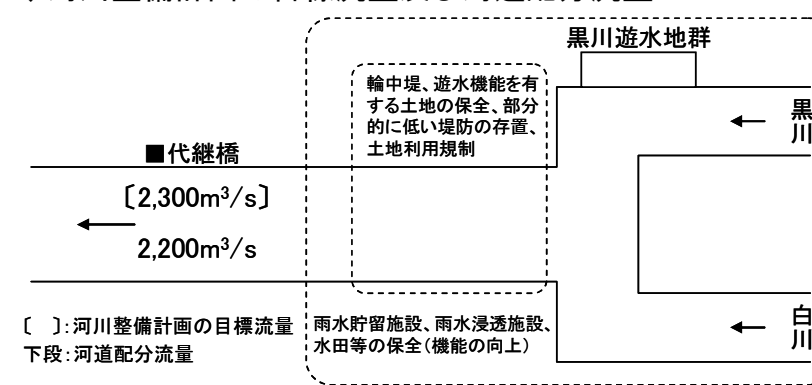 黒川遊水地群
輪中堤、遊水機能を有
する土地の保全、部分
的に低い堤防の存置、
土地利用規制
黒川
■代継橋
〔2,300m³/s〕
2,200m³/s
〔　〕：河川整備計画の目標流量
下段：河道配分流量
雨水貯留施設、雨水浸透施設、
水田等の保全（機能の向上）
白川